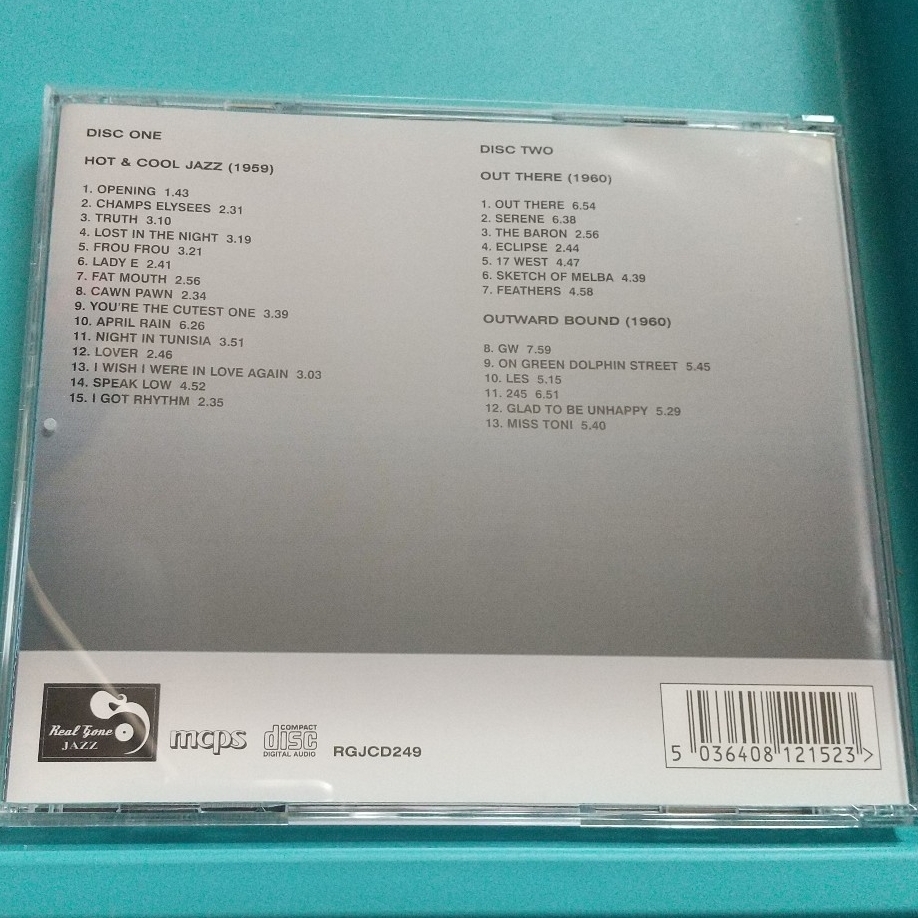 DISC ONE
HOT & COOL JAZZ (1959)
1. OPENING 1.43
2. CHAMPS ELYSEES 2.31
3. TRUTH 3.10
4. LOST IN THE NIGHT 3.19
5. FROU FROU 3.21
6. LADY E 2.41
7. FAT MOUTH 2.56
8. CAWN PAWN 2.34
9. YOU'RE THE CUTEST ONE 3.39
10. APRIL RAIN 6.26
11. NIGHT IN TUNISIA 3.51
12. LOVER 2.46
13. I WISH I WERE IN LOVE AGAIN 3.03
14. SPEAK LOW 4.52
15. I GOT RHYTHM 2.35
DISC TWO
OUT THERE (1960)
1. OUT THERE 6.54
2. SERENE 6.38
3. THE BARON 2.56
4. ECLIPSE 2.44
5. 17 WEST 4.47
6. SKETCH OF MELBA 4.39
7. FEATHERS 4.58
OUTWARD BOUND (1960)
8. GW 7.59
9. ON GREEN DOLPHIN STREET 5.45
10. LES 5.15
11. 245 6.51
12. GLAD TO BE UNHAPPY 5.29
13. MISS TONI 5.40
Real Gone
JAZZ
mcps
COMPACT
disc
DIGITAL AUDIO
RGJCD249
5 036408 121523 >